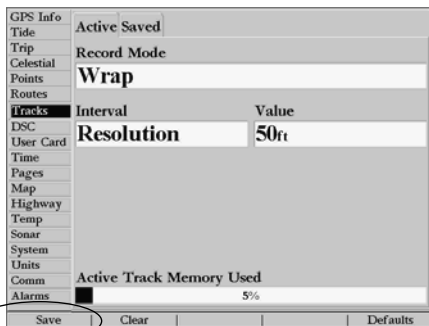 GPS Info
Tide
Trip
Celestial
Points
Routes
Tracks
DSC
User Card
Time
Pages
Map
Highway
Temp
Sonar
System
Units
Comm
Alarms
Active Saved
Record Mode
Wrap
Interval Value
Resolution 50ft
Active Track Memory Used
5%
Save Clear Defaults